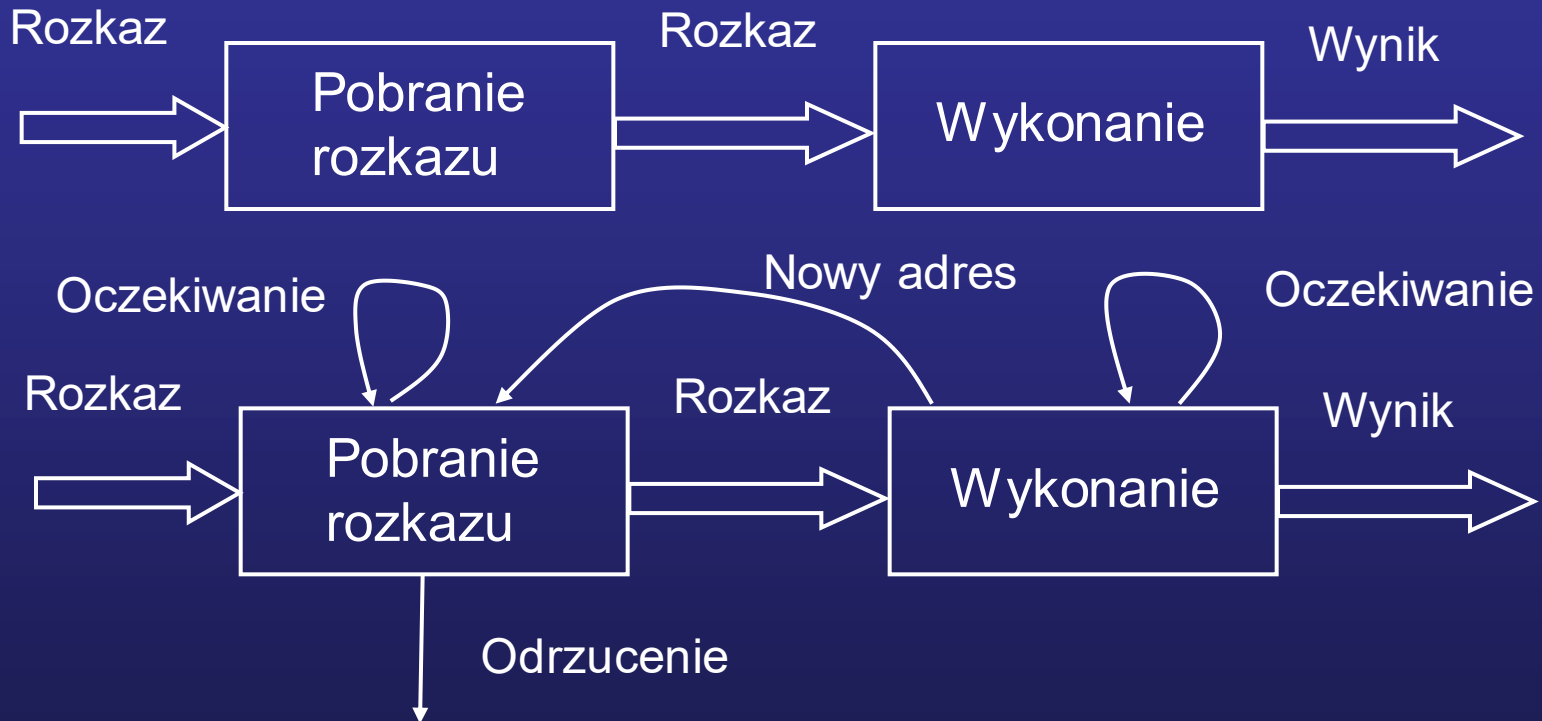 Rozkaz
Rozkaz
Wynik
Pobranie
rozkazu
Wykonanie
Oczekiwanie
Nowy adres
Oczekiwanie
Rozkaz
Rozkaz
Wynik
Pobranie
rozkazu
Wykonanie
Odrzucenie